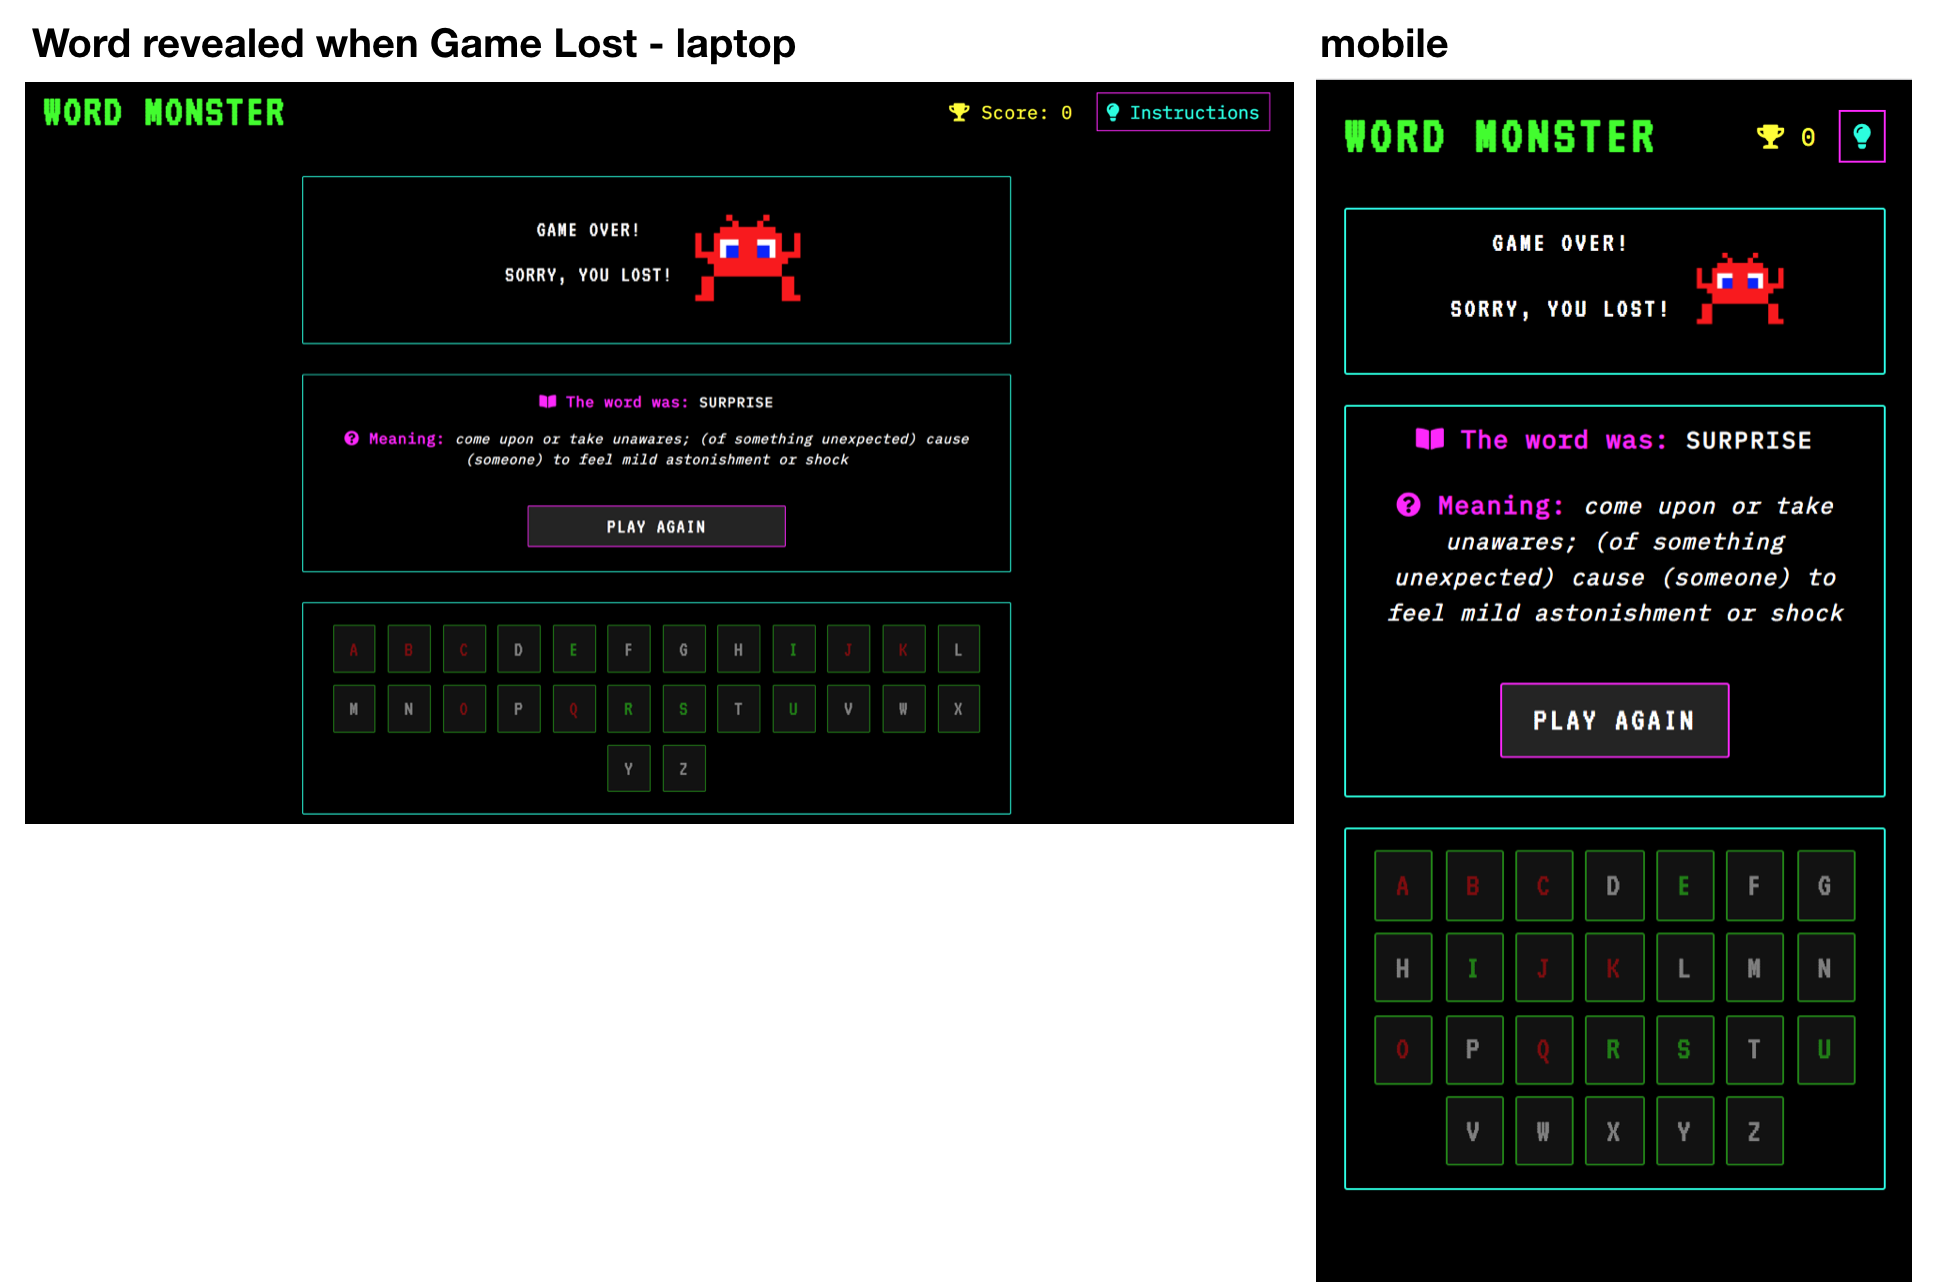 Word revealed when Game Lost - laptop
WORD MONSTER
Score: 0
Instructions
GAME OVER!
SORRY, YOU LOST!
The word was: SURPRISE
Meaning: come upon or take unawares; (of something unexpected) cause
(someone) to feel mild astonishment or shock
PLAY AGAIN
A B C D E F G H I J K L
M N O P Q R S T U V W X
Y Z
mobile
WORD MONSTER
0
GAME OVER!
SORRY, YOU LOST!
The word was: SURPRISE
Meaning: come upon or take
unawares; (of something
unexpected) cause (someone) to
feel mild astonishment or shock
PLAY AGAIN
A B C D E F G
H I J K L M N
O P Q R S T U
V W X Y Z